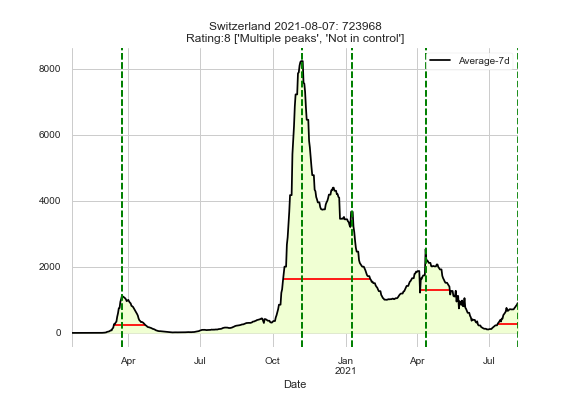 Switzerland 2021-08-07: 723968
Rating:8 ['Multiple peaks', 'Not in control']
Average-7d
8000
6000
4000
2000
0
Apr
Jul
Oct
Jan
2021
Apr
Jul
Date